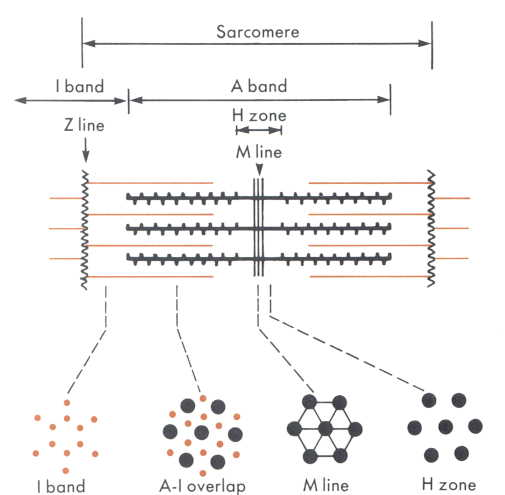 Sarcomere
I band
A band
Z line
H zone
M line
I band
A-I overlap
M line
H zone